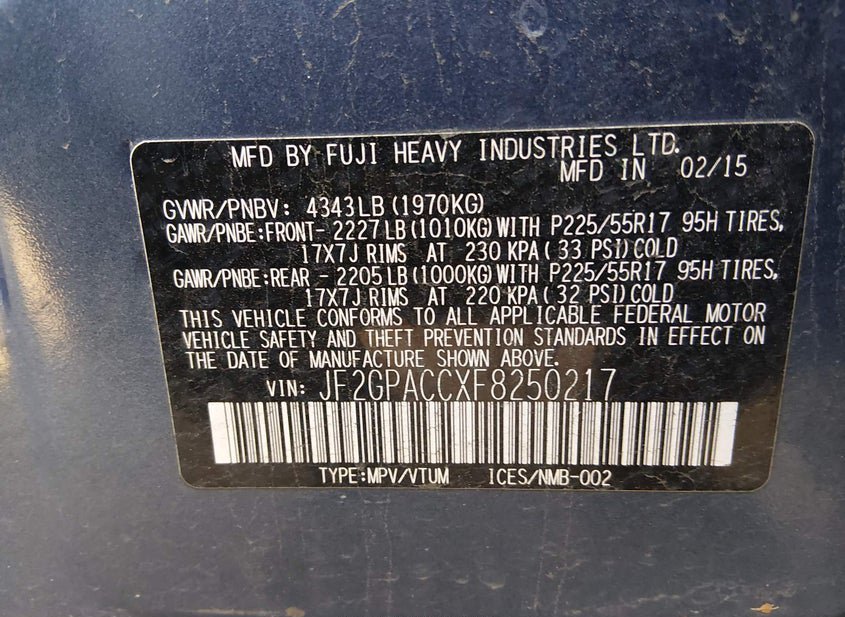 MFD BY FUJI HEAVY INDUSTRIES LTD.
MFD IN 02/15
GVWR/PNBV: 4343LB (1970KG)
GAWR/PNBE:FRONT- 2227LB (1010KG) WITH P225/55R17 95H TIRES,
17X7J RIMS AT 230 KPA ( 33 PSI) COLD
GAWR/PNBE:REAR - 2205LB (1000KG) WITH P225/55R17 95H TIRES,
17X7J RIMS AT 220 KPA ( 32 PSI) COLD
THIS VEHICLE CONFORMS TO ALL APPLICABLE FEDERAL MOTOR
VEHICLE SAFETY AND THEFT PREVENTION STANDARDS IN EFFECT ON
THE DATE OF MANUFACTURE SHOWN ABOVE.
VIN: JF2GPACCXF8250217
TYPE:MPV/VTUM ICES/NMB-002